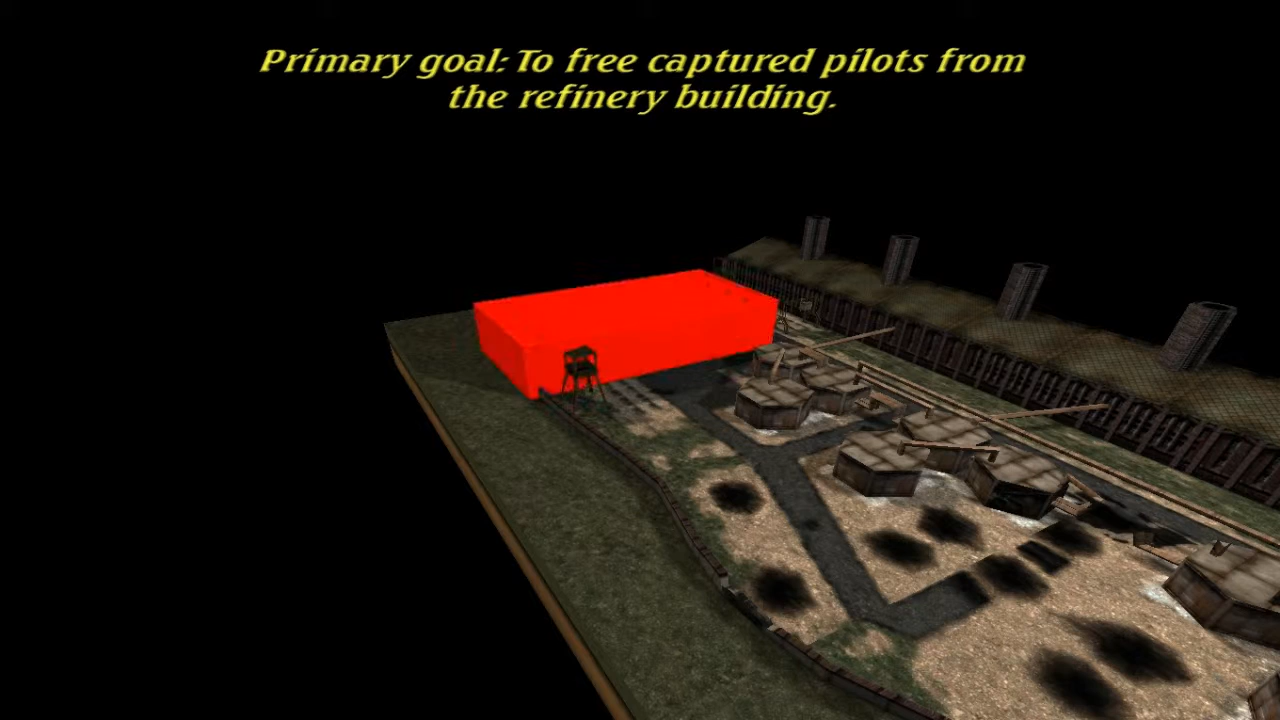 Primary goal: To free captured pilots from
the refinery building.